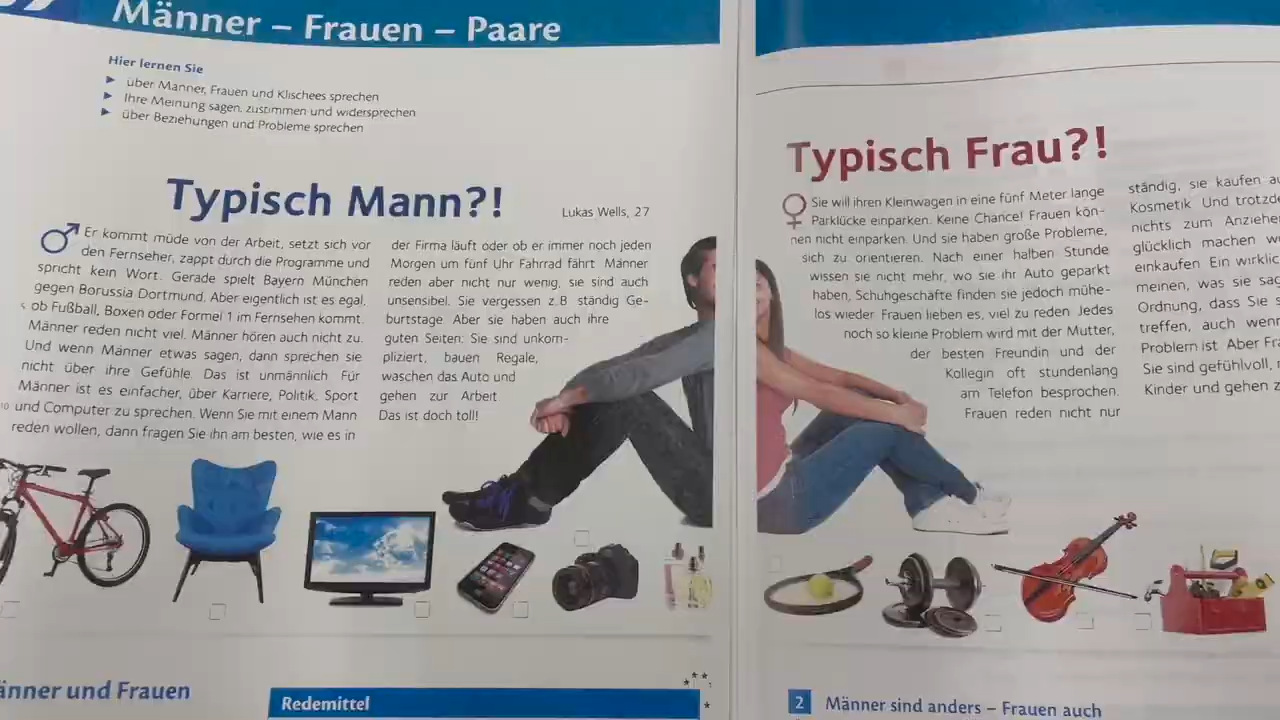 Männer – Frauen – Paare
Hier lernen Sie
über Männer, Frauen und Klischees sprechen
Ihre Meinung sagen, zustimmen und widersprechen
über Beziehungen und Probleme sprechen
Typisch Mann?!
Lukas Wells, 27
Er kommt müde von der Arbeit, setzt sich vor
den Fernseher, zappt durch die Programme und
spricht kein Wort. Gerade spielt Bayern München
gegen Borussia Dortmund. Aber eigentlich ist es egal,
ob Fußball, Boxen oder Formel 1 im Fernsehen kommt.
Männer reden nicht viel. Männer hören auch nicht zu.
Und wenn Männer etwas sagen, dann sprechen sie
nicht über ihre Gefühle. Das ist unmännlich. Für
Männer ist es einfacher, über Karriere, Politik, Sport
10 und Computer zu sprechen. Wenn Sie mit einem Mann
reden wollen, dann fragen Sie ihn am besten, wie es in
der Firma läuft oder ob er immer noch jeden
Morgen um fünf Uhr Fahrrad fährt. Männer
reden aber nicht nur wenig, sie sind auch
unsensibel. Sie vergessen z.B. ständig Ge-
burtstage. Aber sie haben auch ihre
guten Seiten: Sie sind unkom-
pliziert, bauen Regale,
waschen das Auto und
gehen zur Arbeit.
Das ist doch toll!
Typisch Frau?!
Sie will ihren Kleinwagen in eine fünf Meter lange
Parklücke einparken. Keine Chance! Frauen kön-
nen nicht einparken. Und sie haben große Probleme,
sich zu orientieren. Nach einer halben Stunde
wissen sie nicht mehr, wo sie ihr Auto geparkt
haben, Schuhgeschäfte finden sie jedoch mühe-
los wieder. Frauen lieben es, viel zu reden. Jedes
noch so kleine Problem wird mit der Mutter,
der besten Freundin und der
Kollegin oft stundenlang
am Telefon besprochen.
Frauen reden nicht nur
ständig, sie kaufen
Kosmetik. Und
nichts zum
glücklich machen
einkaufen. Ein
meinen, was sie
Ordnung, dass Sie
treffen, auch wenn
Problem ist. Aber
Sie sind gefühlvoll,
Kinder und gehen
und Frauen
Redemittel
2 Männer sind anders – Frauen auch